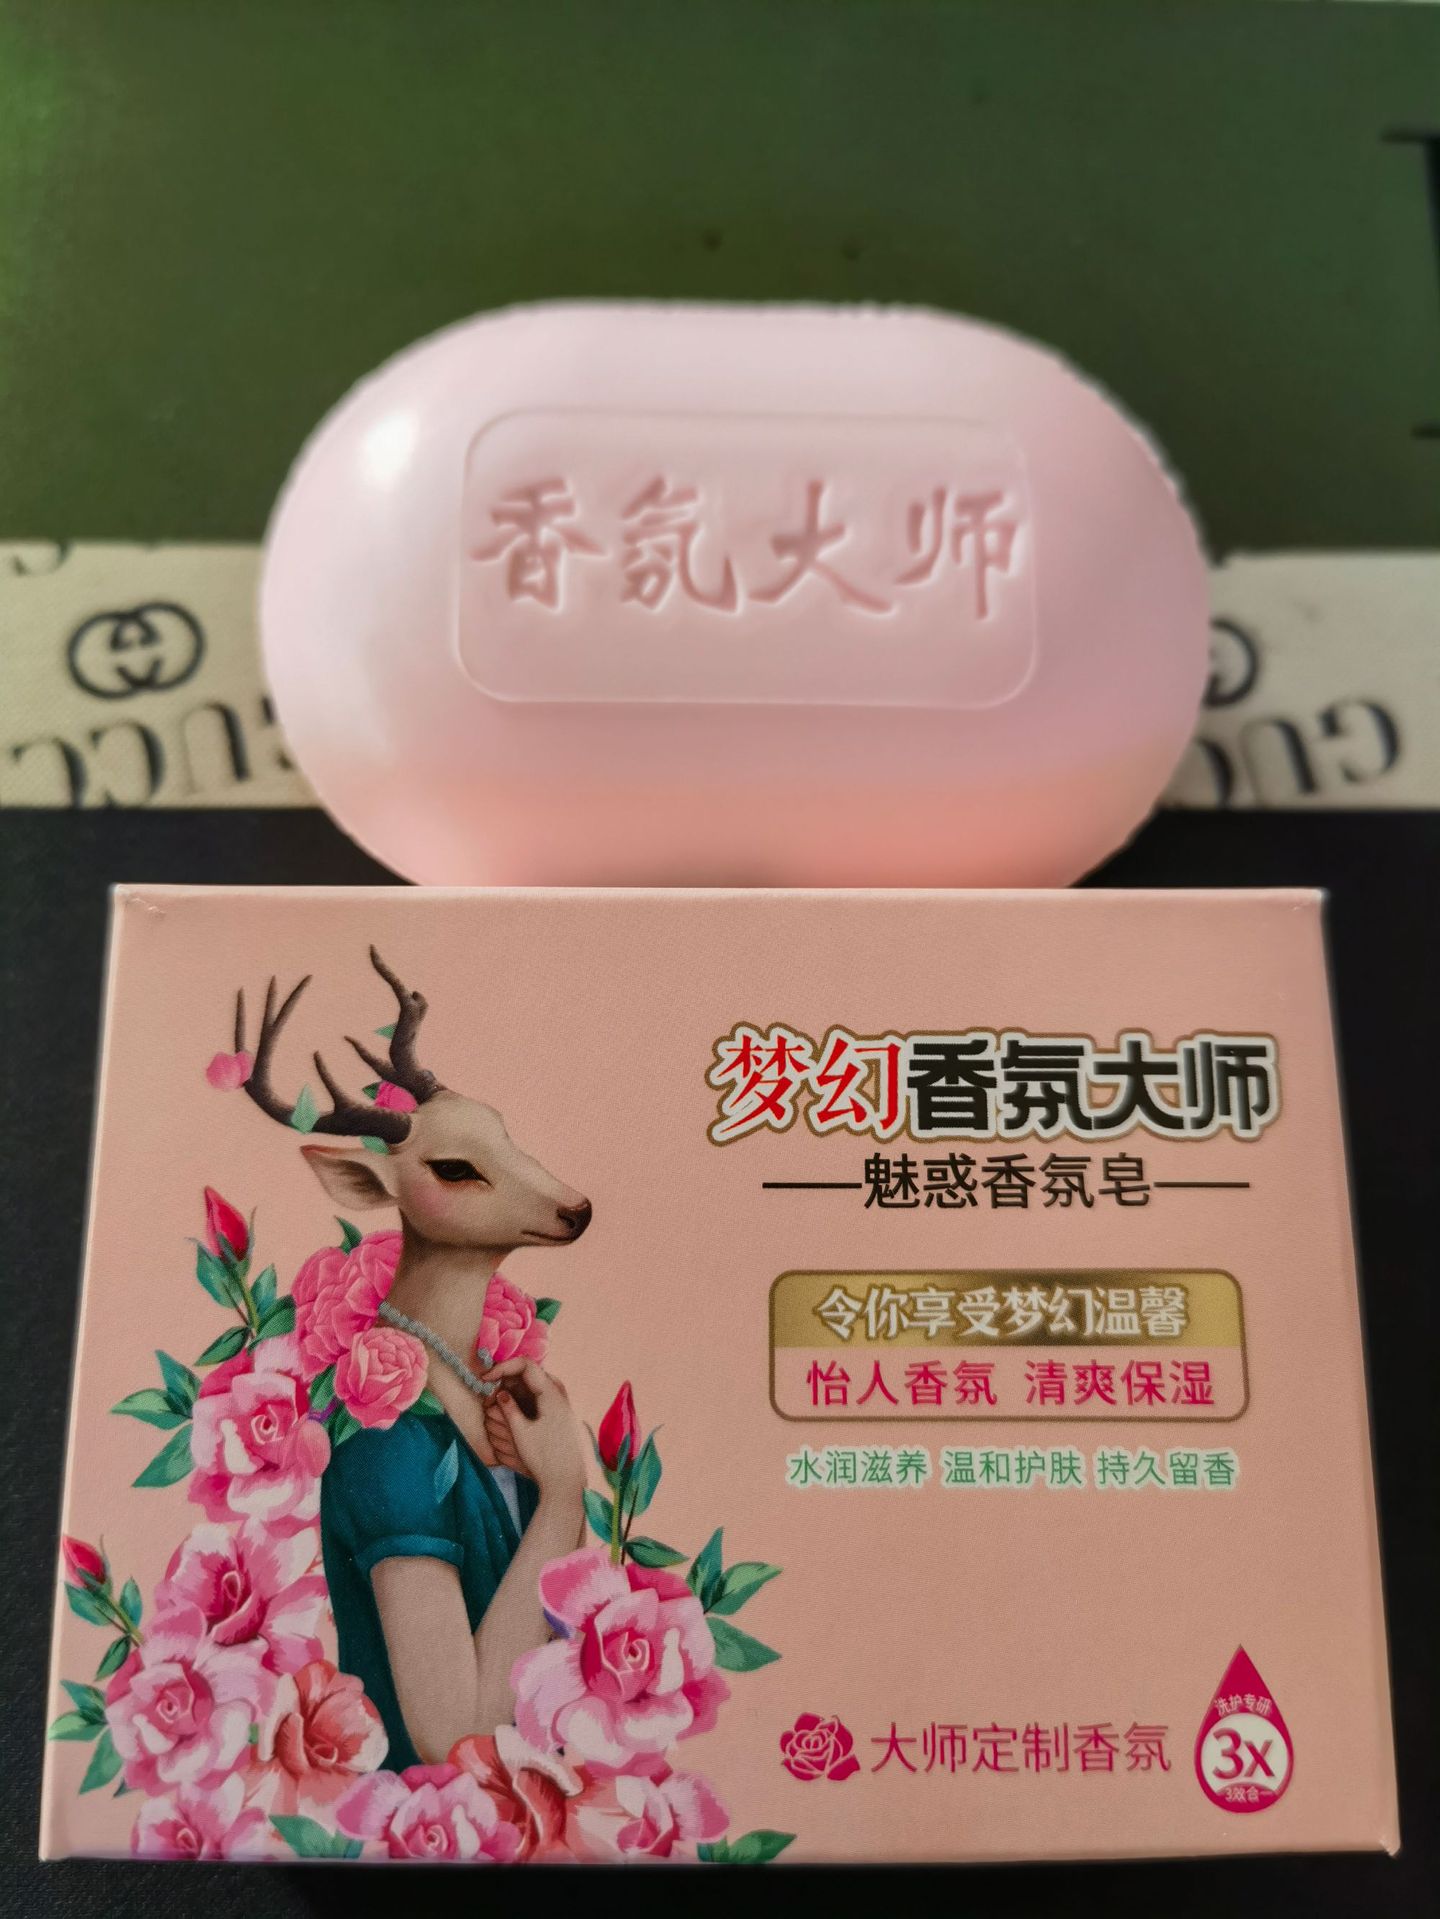 香氛大师
GUCCI
GUCCI
梦幻香氛大师
魅惑香氛皂
令你享受梦幻温馨
怡人香氛 清爽保湿
水润滋养 温和护肤 持久留香
大师定制香氛
洗护专研
3x
3效合一